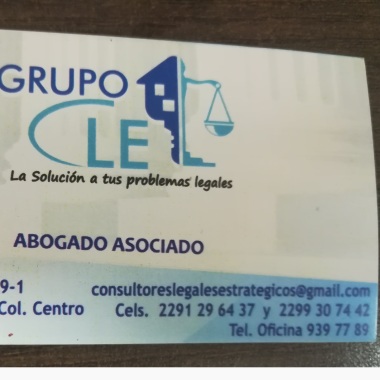 GRUPO
CLE
La Solución a tus problemas legales
ABOGADO ASOCIADO
9-1
consultoreslegalesestrategicos@gmail.com
Col. Centro
Cels. 2291 29 64 37 y 2299 30 74 42
Tel. Oficina 939 77 89